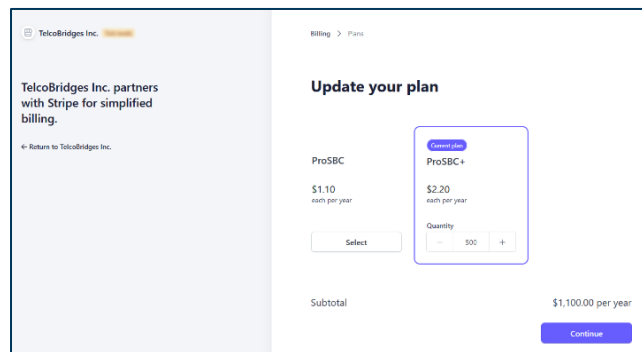 TelcoBridges Inc.
TelcoBridges Inc. partners
with Stripe for simplified
billing.
← Return to TelcoBridges Inc.
Billing > Plans
Update your plan
ProSBC
$1.10
each per year
Select
Current plan
ProSBC+
$2.20
each per year
Quantity
− 500 +
Subtotal
$1,100.00 per year
Continue